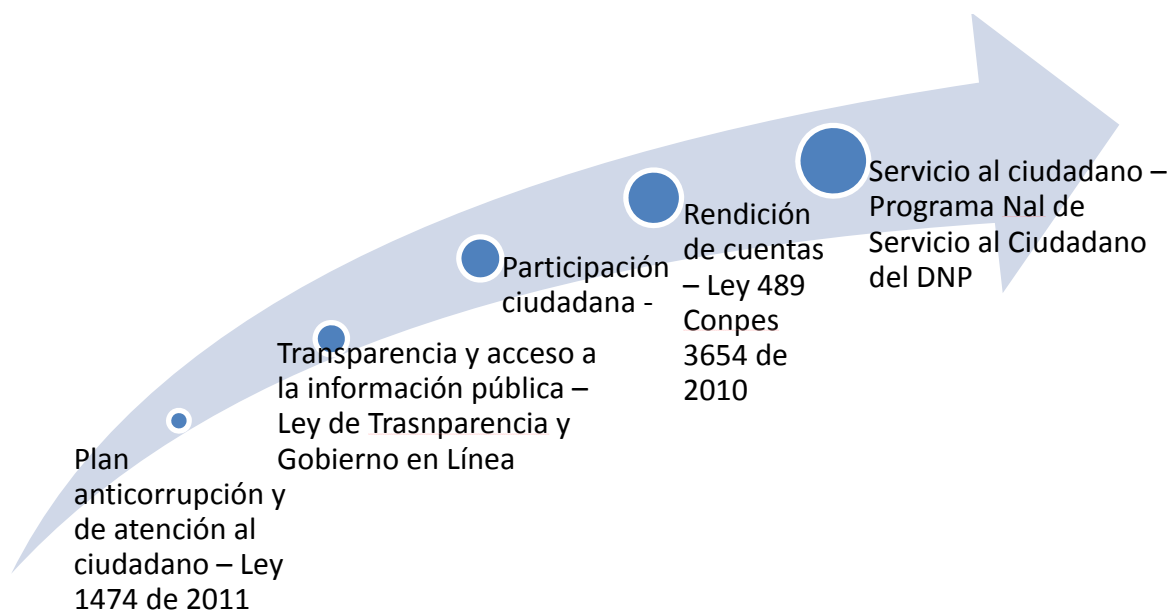 Plan
anticorrupción y
de atención al
ciudadano – Ley
1474 de 2011
Transparencia y acceso a
la información pública –
Ley de Trasnparencia y
Gobierno en Línea
Participación
ciudadana -
Rendición
de cuentas
– Ley 489
Conpes
3654 de
2010
Servicio al ciudadano –
Programa Nal de
Servicio al Ciudadano
del DNP